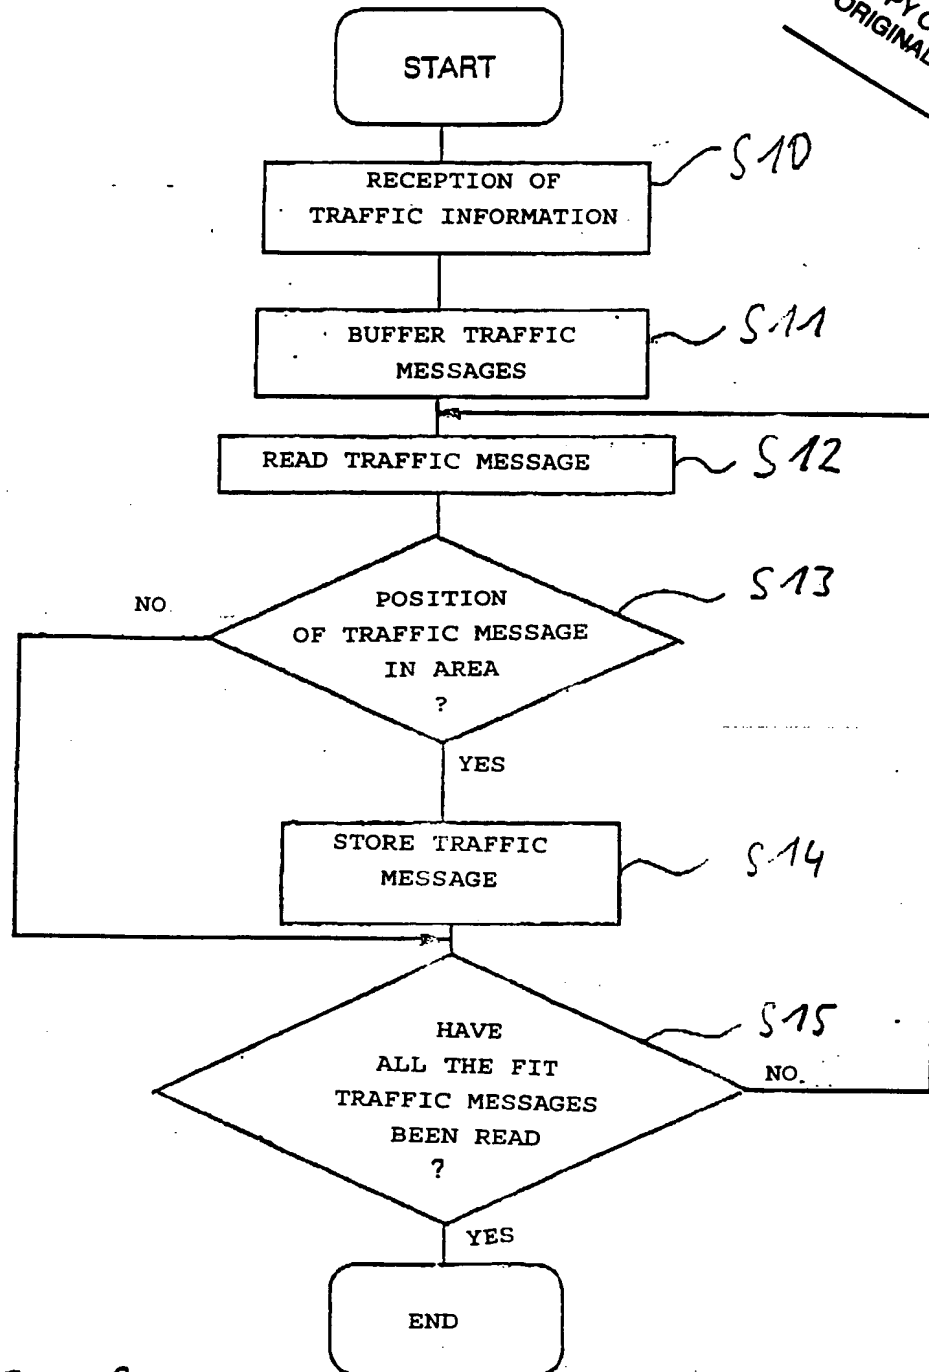 ORIGINAL
START
S10
RECEPTION OF
TRAFFIC INFORMATION
S11
BUFFER TRAFFIC
MESSAGES
S12
READ TRAFFIC MESSAGE
S13
NO
POSITION
OF TRAFFIC MESSAGE
IN AREA
?
YES
S14
STORE TRAFFIC
MESSAGE
S15
HAVE
ALL THE FIT
TRAFFIC MESSAGES
BEEN READ
?
NO
YES
END